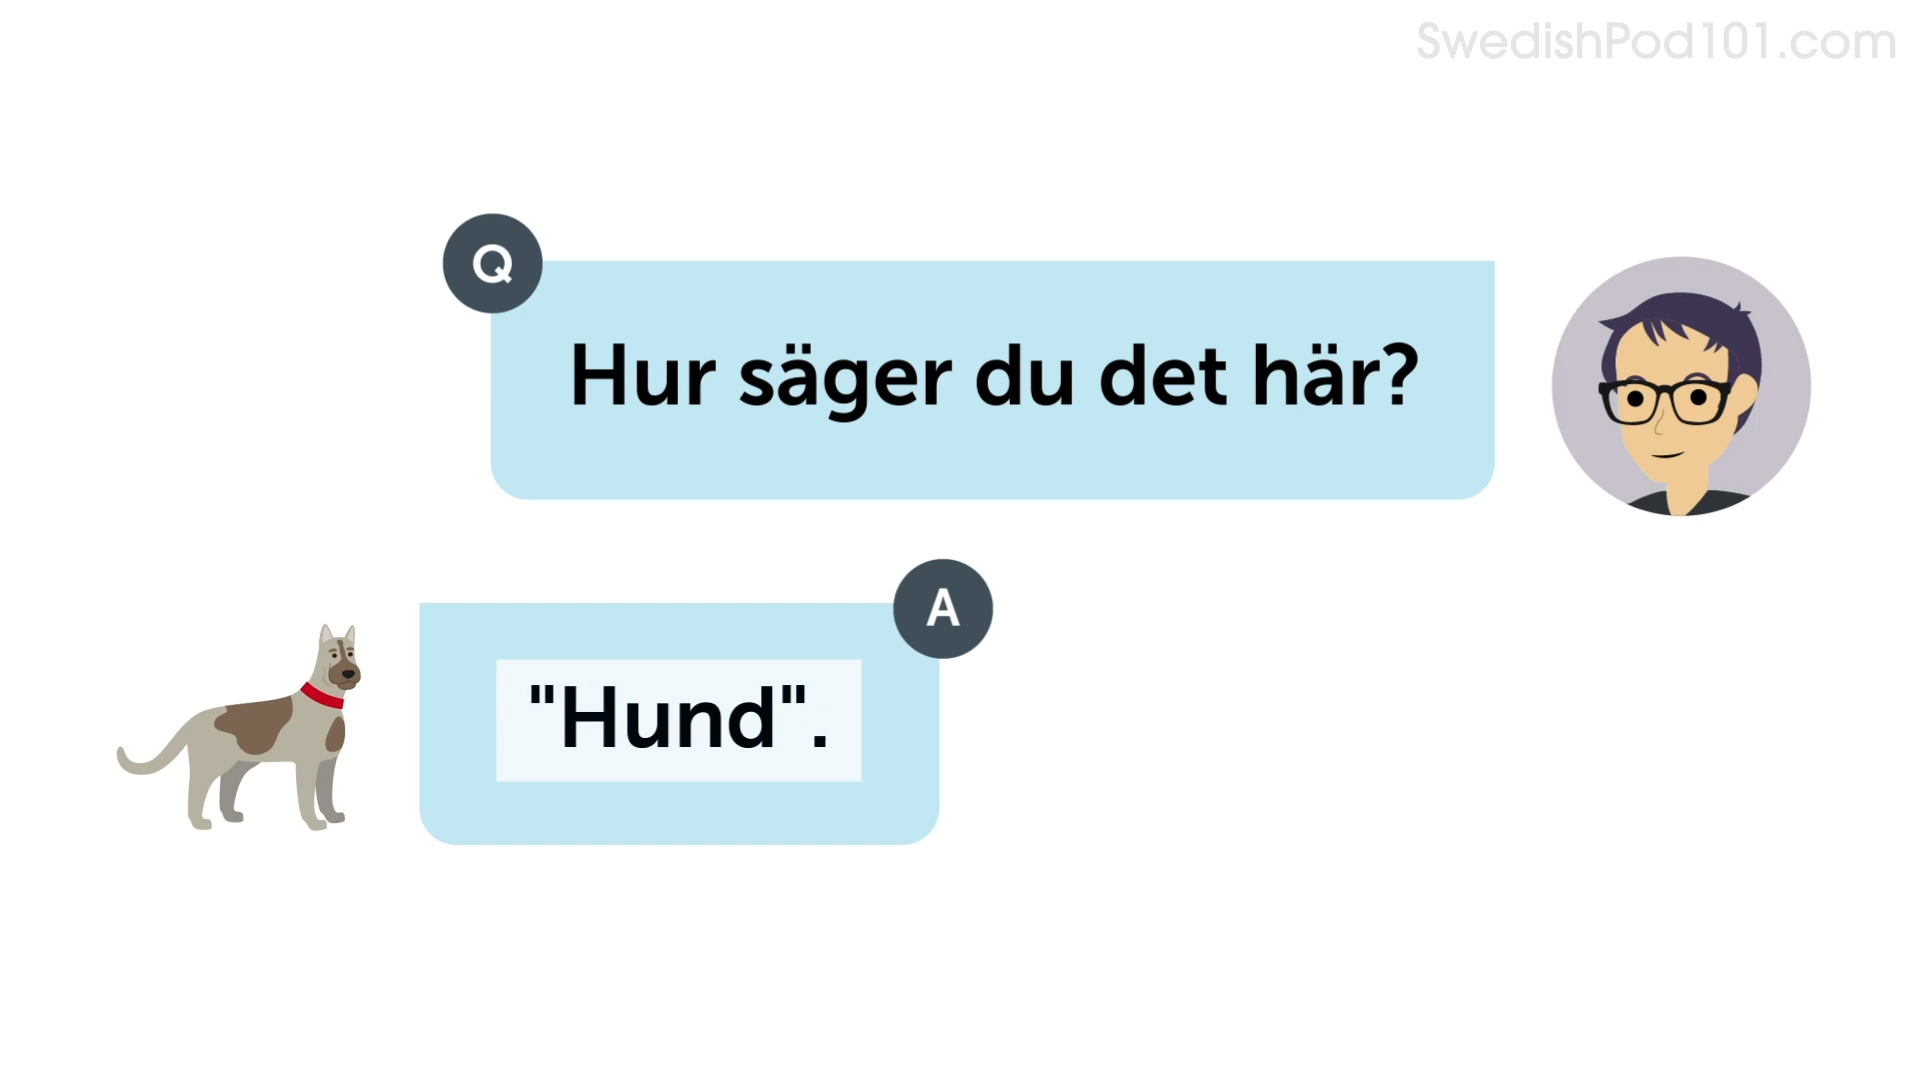 SwedishPod101.com
Q
Hur säger du det här?
A
"Hund".